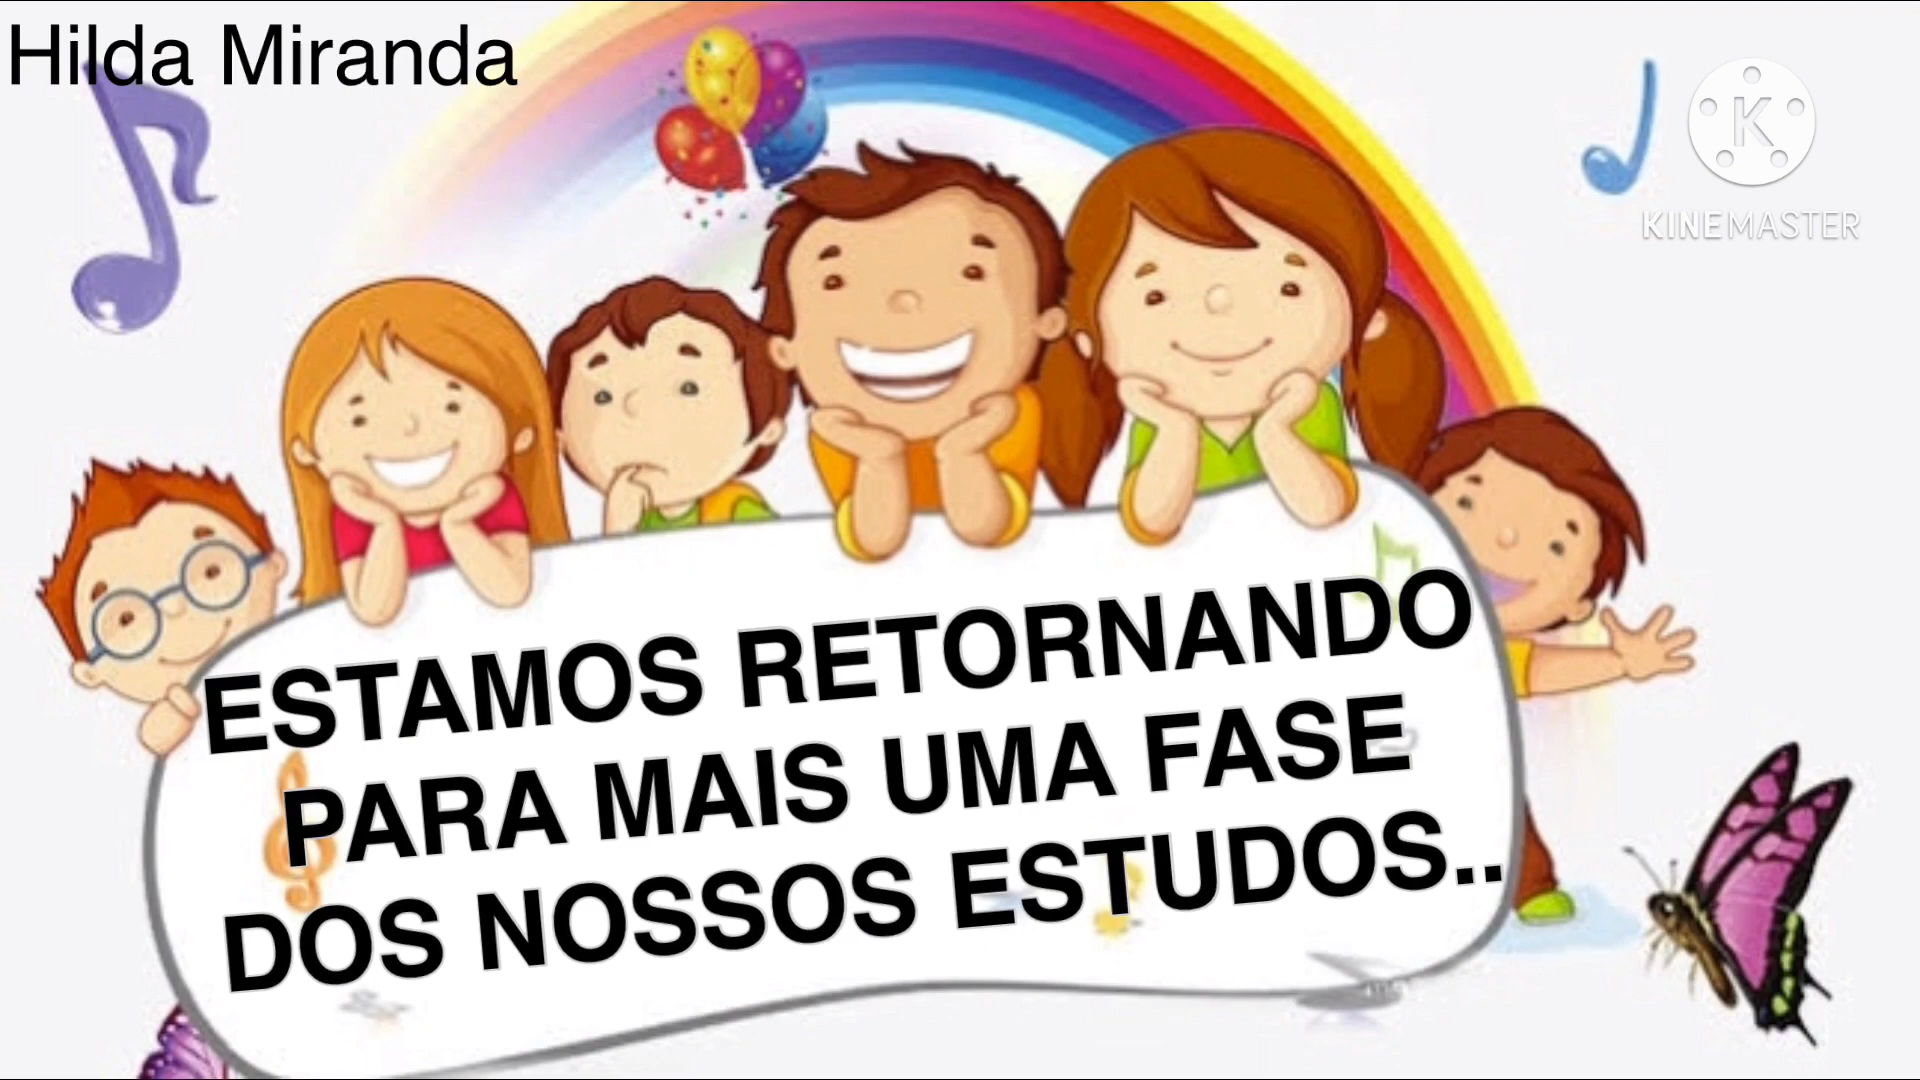 Hilda Miranda
K
KINEMASTER
ESTAMOS RETORNANDO
PARA MAIS UMA FASE
DOS NOSSOS ESTUDOS..